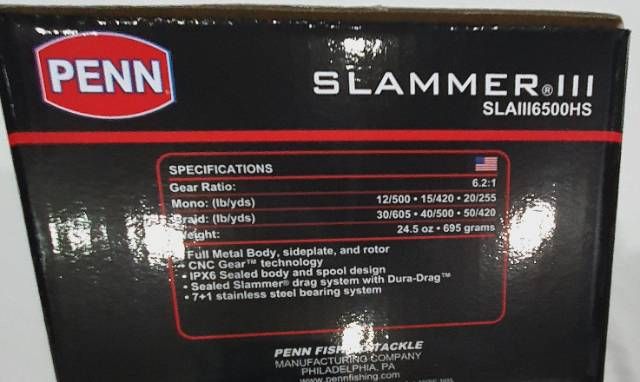 PENN
SLAMMER® III
SLAIII6500HS
SPECIFICATIONS
Gear Ratio: 6.2:1
Mono: (lb/yds) 12/500 • 15/420 • 20/255
Braid: (lb/yds) 30/605 • 40/500 • 50/420
Weight: 24.5 oz • 695 grams
Full Metal Body, sideplate, and rotor
• CNC Gear™ technology
• IPX6 Sealed body and spool design
• Sealed Slammer® drag system with Dura-Drag™
• 7+1 stainless steel bearing system
PENN FISHING TACKLE
MANUFACTURING COMPANY
PHILADELPHIA, PA
www.pennfishing.com